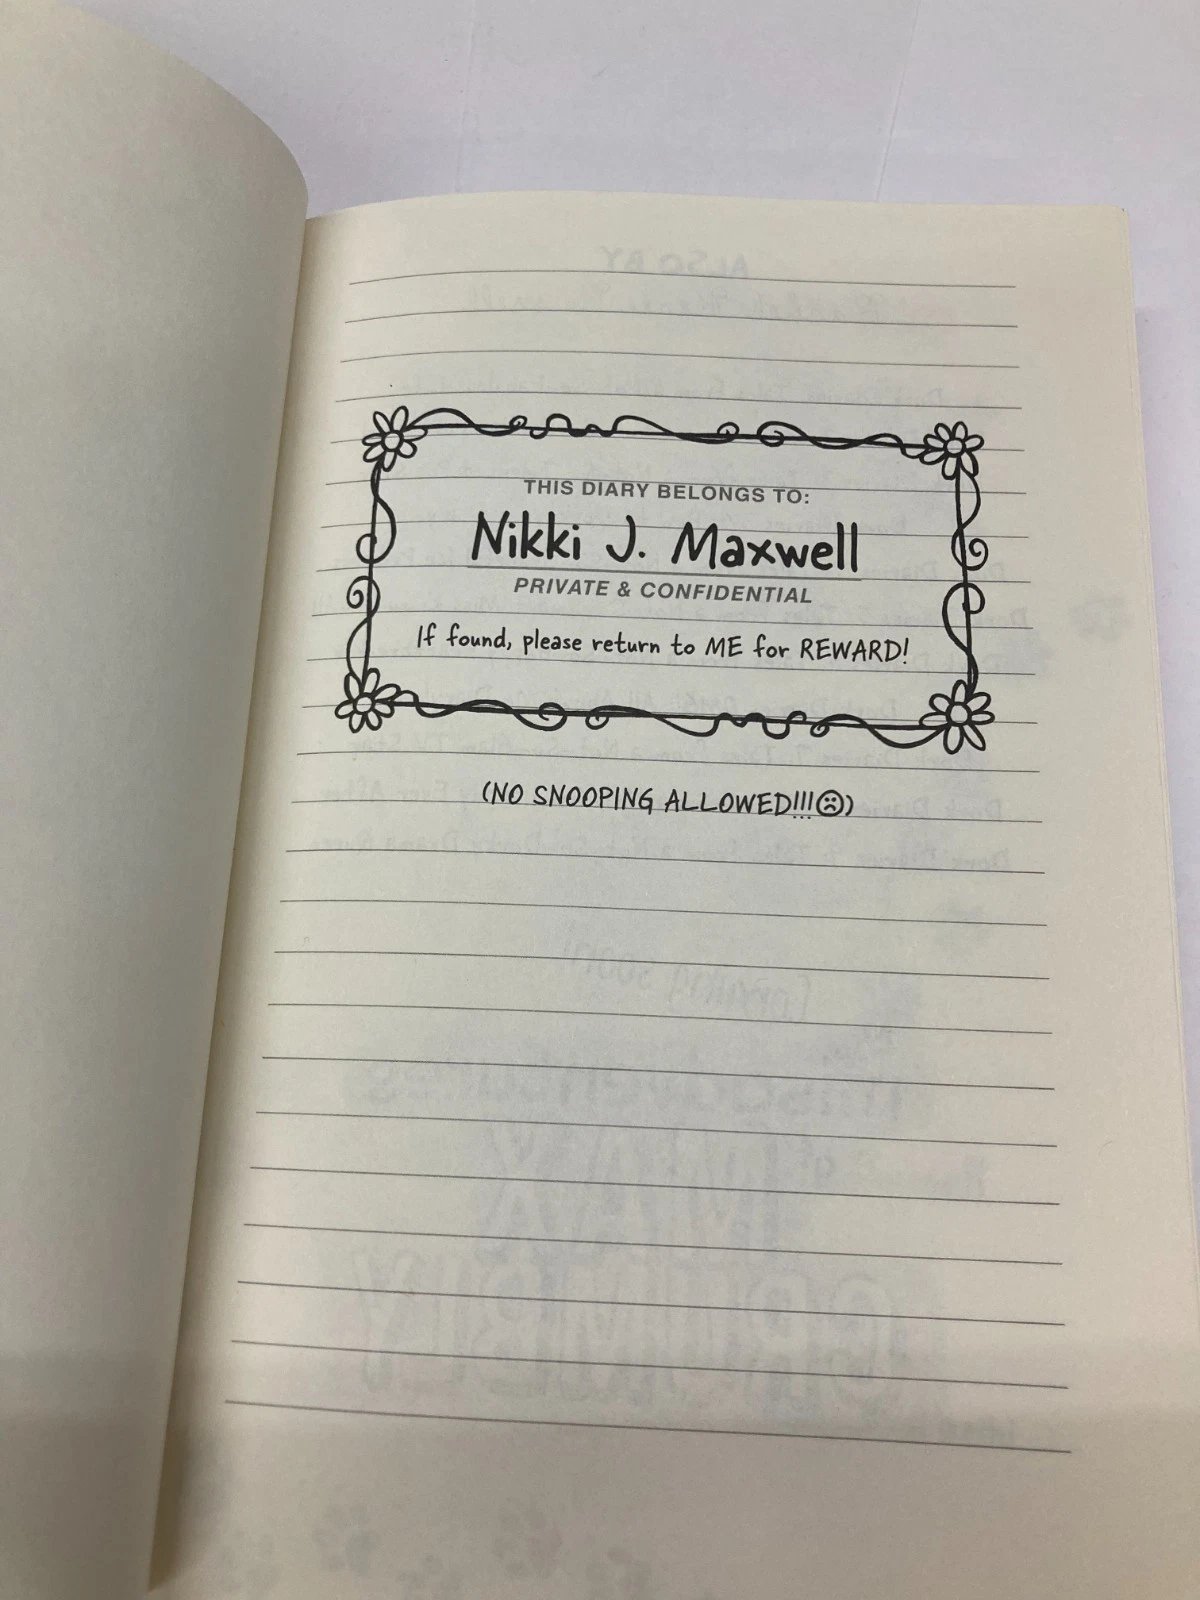 THIS DIARY BELONGS TO:
Nikki J. Maxwell
PRIVATE & CONFIDENTIAL
If found, please return to ME for REWARD!
(NO SNOOPING ALLOWED!!!☹)